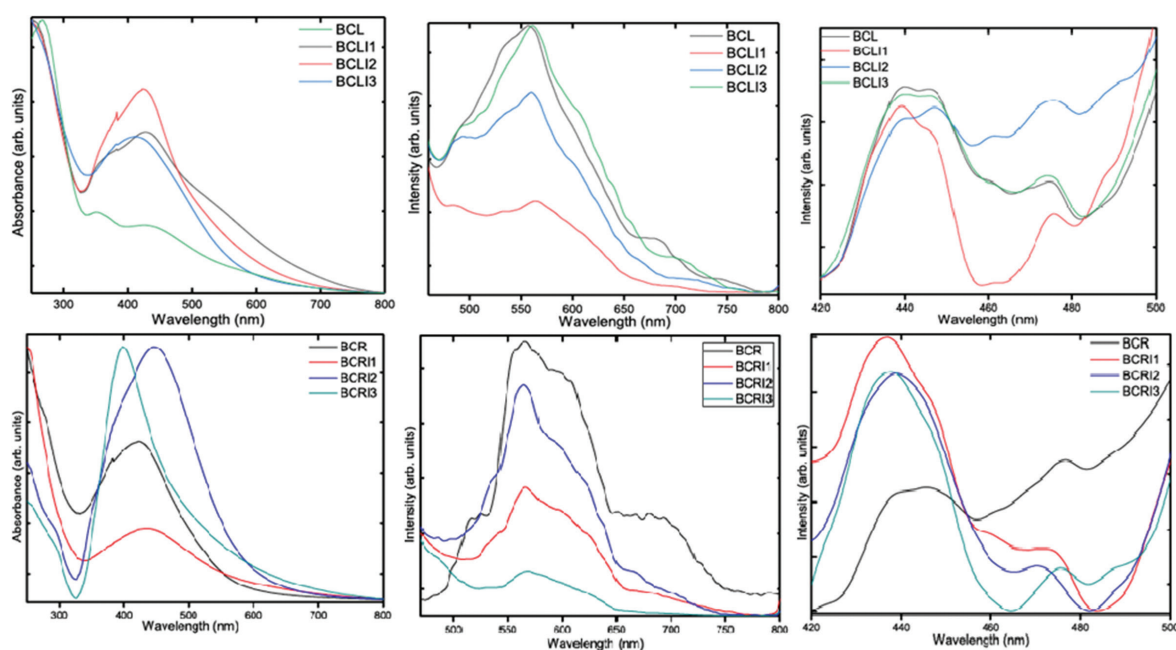 BCL
BCLI1
BCLI2
BCLI3
Absorbance (arb. units)
300 400 500 600 700 800
Wavelength (nm)
BCL
BCLI1
BCLI2
BCLI3
Intensity (arb. units)
500 550 600 650 700 750 800
Wavelength (nm)
BCL
BCLI1
BCLI2
BCLI3
Intensity (arb. units)
420 440 460 480 500
Wavelength (nm)
BCR
BCRI1
BCRI2
BCRI3
Absorbance (arb. units)
300 400 500 600 700 800
Wavelength (nm)
BCR
BCRI1
BCRI2
BCRI3
Intensity (arb. units)
500 550 600 650 700 750 800
Wavelength (nm)
BCR
BCRI1
BCRI2
BCRI3
Intensity (arb. units)
420 440 460 480 500
Wavelength (nm)